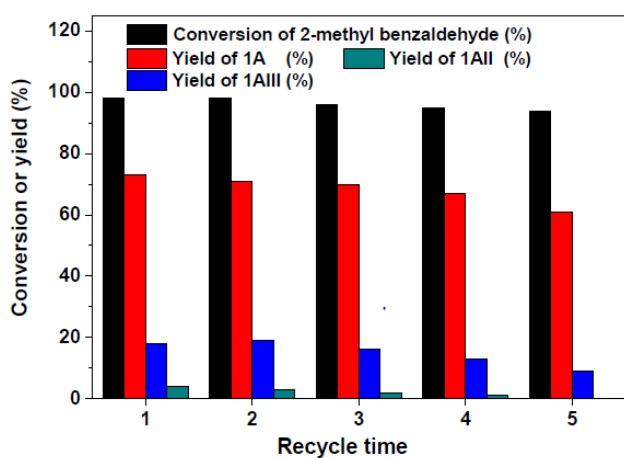 120
100
80
60
40
20
0
Conversion or yield (%)
Conversion of 2-methyl benzaldehyde (%)
Yield of 1A (%) Yield of 1AII (%)
Yield of 1AIII (%)
1 2 3 4 5
Recycle time